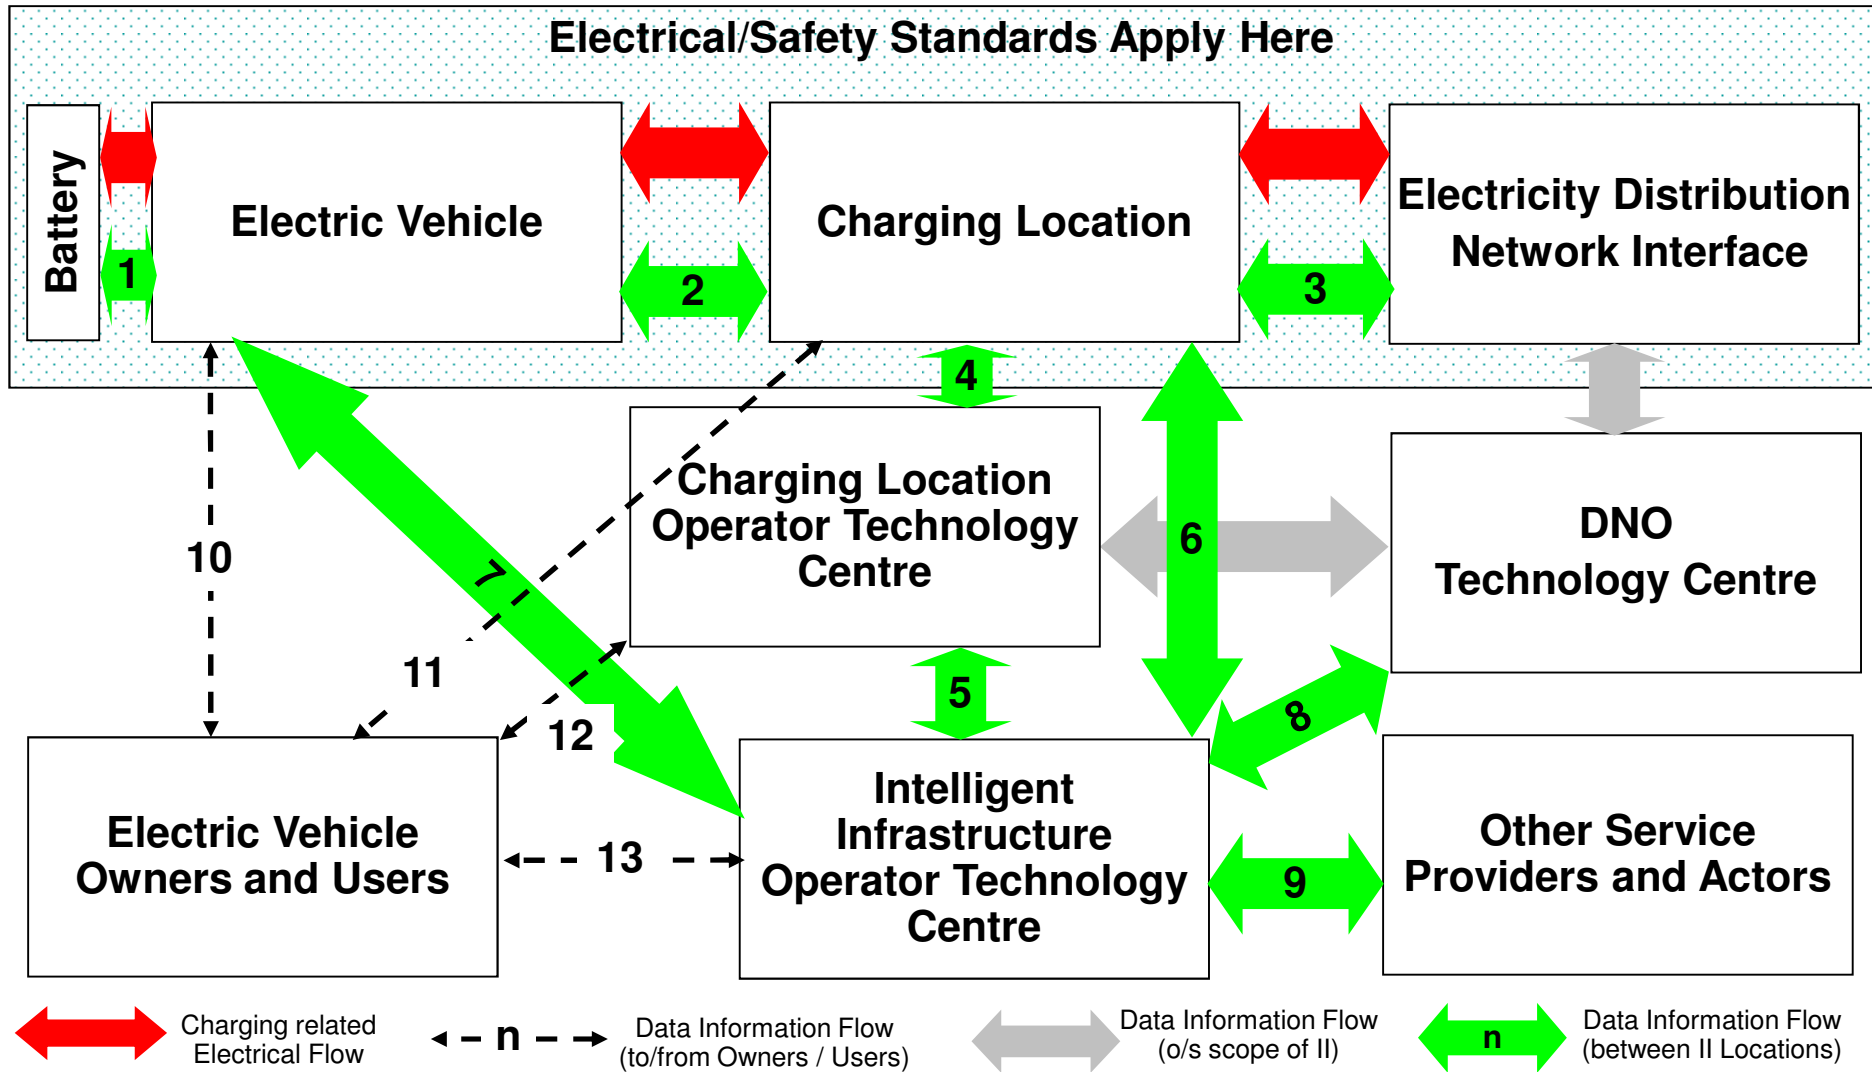 Electrical/Safety Standards Apply Here
Battery
Electric Vehicle
Charging Location
Electricity Distribution
Network Interface
1
2
3
4
Charging Location
Operator Technology
Centre
6
DNO
Technology Centre
10
7
11
12
5
8
Electric Vehicle
Owners and Users
13
Intelligent
Infrastructure
Operator Technology
Centre
9
Other Service
Providers and Actors
Charging related
Electrical Flow
n
Data Information Flow
(to/from Owners / Users)
Data Information Flow
(o/s scope of II)
n
Data Information Flow
(between II Locations)